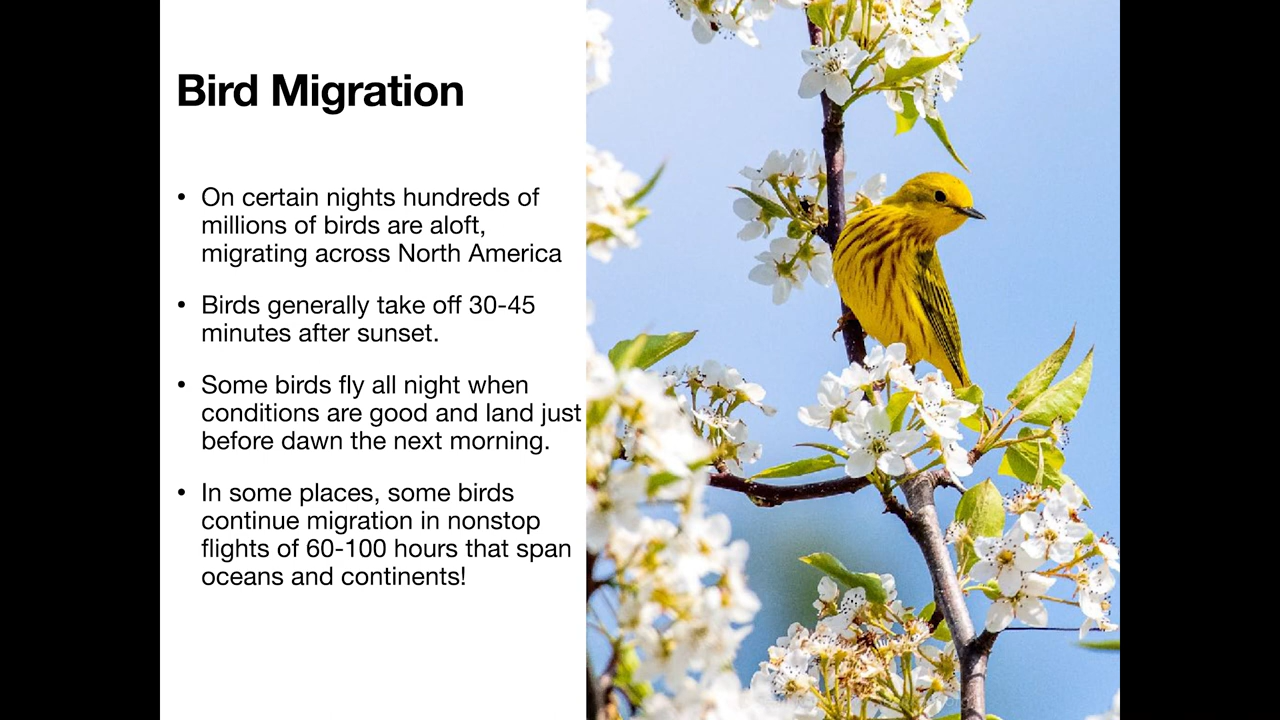 Bird Migration
• On certain nights hundreds of
millions of birds are aloft,
migrating across North America
• Birds generally take off 30-45
minutes after sunset.
• Some birds fly all night when
conditions are good and land just
before dawn the next morning.
• In some places, some birds
continue migration in nonstop
flights of 60-100 hours that span
oceans and continents!